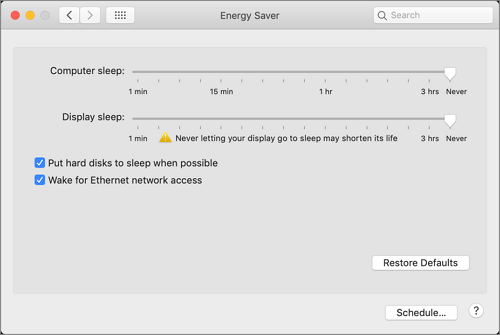 Energy Saver
Search
Computer sleep:
1 min 15 min 1 hr 3 hrs Never
Display sleep:
1 min Never letting your display go to sleep may shorten its life 3 hrs Never
Put hard disks to sleep when possible
Wake for Ethernet network access
Restore Defaults
Schedule... ?